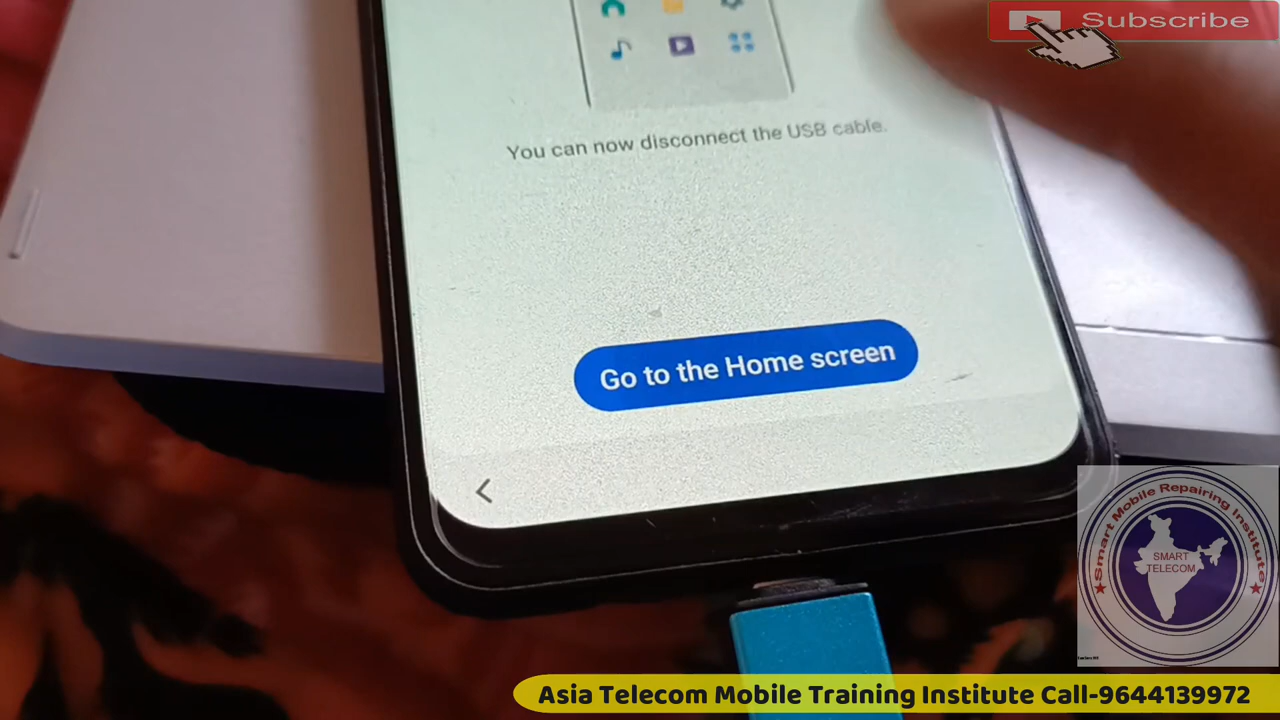 Subscribe
You can now disconnect the USB cable.
Go to the Home screen
Smart Mobile Repairing Institute
SMART
TELECOM
Asia Telecom Mobile Training Institute Call-9644139972